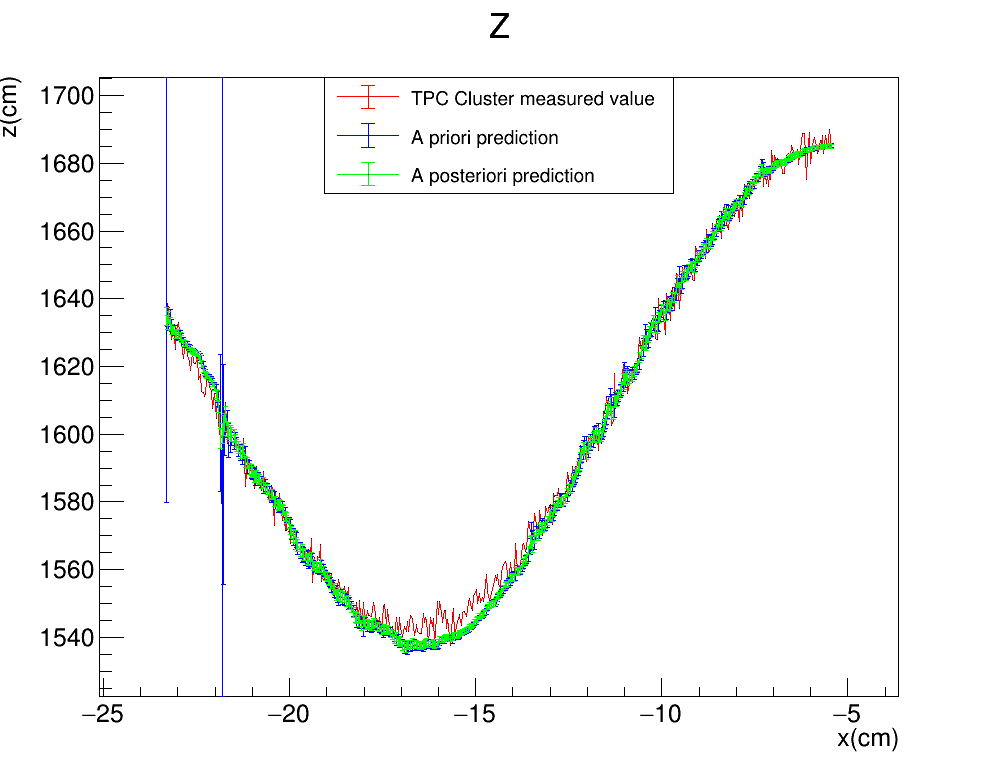 Z
z(cm)
1700
1680
1660
1640
1620
1600
1580
1560
1540
TPC Cluster measured value
A priori prediction
A posteriori prediction
−25 −20 −15 −10 −5
x(cm)